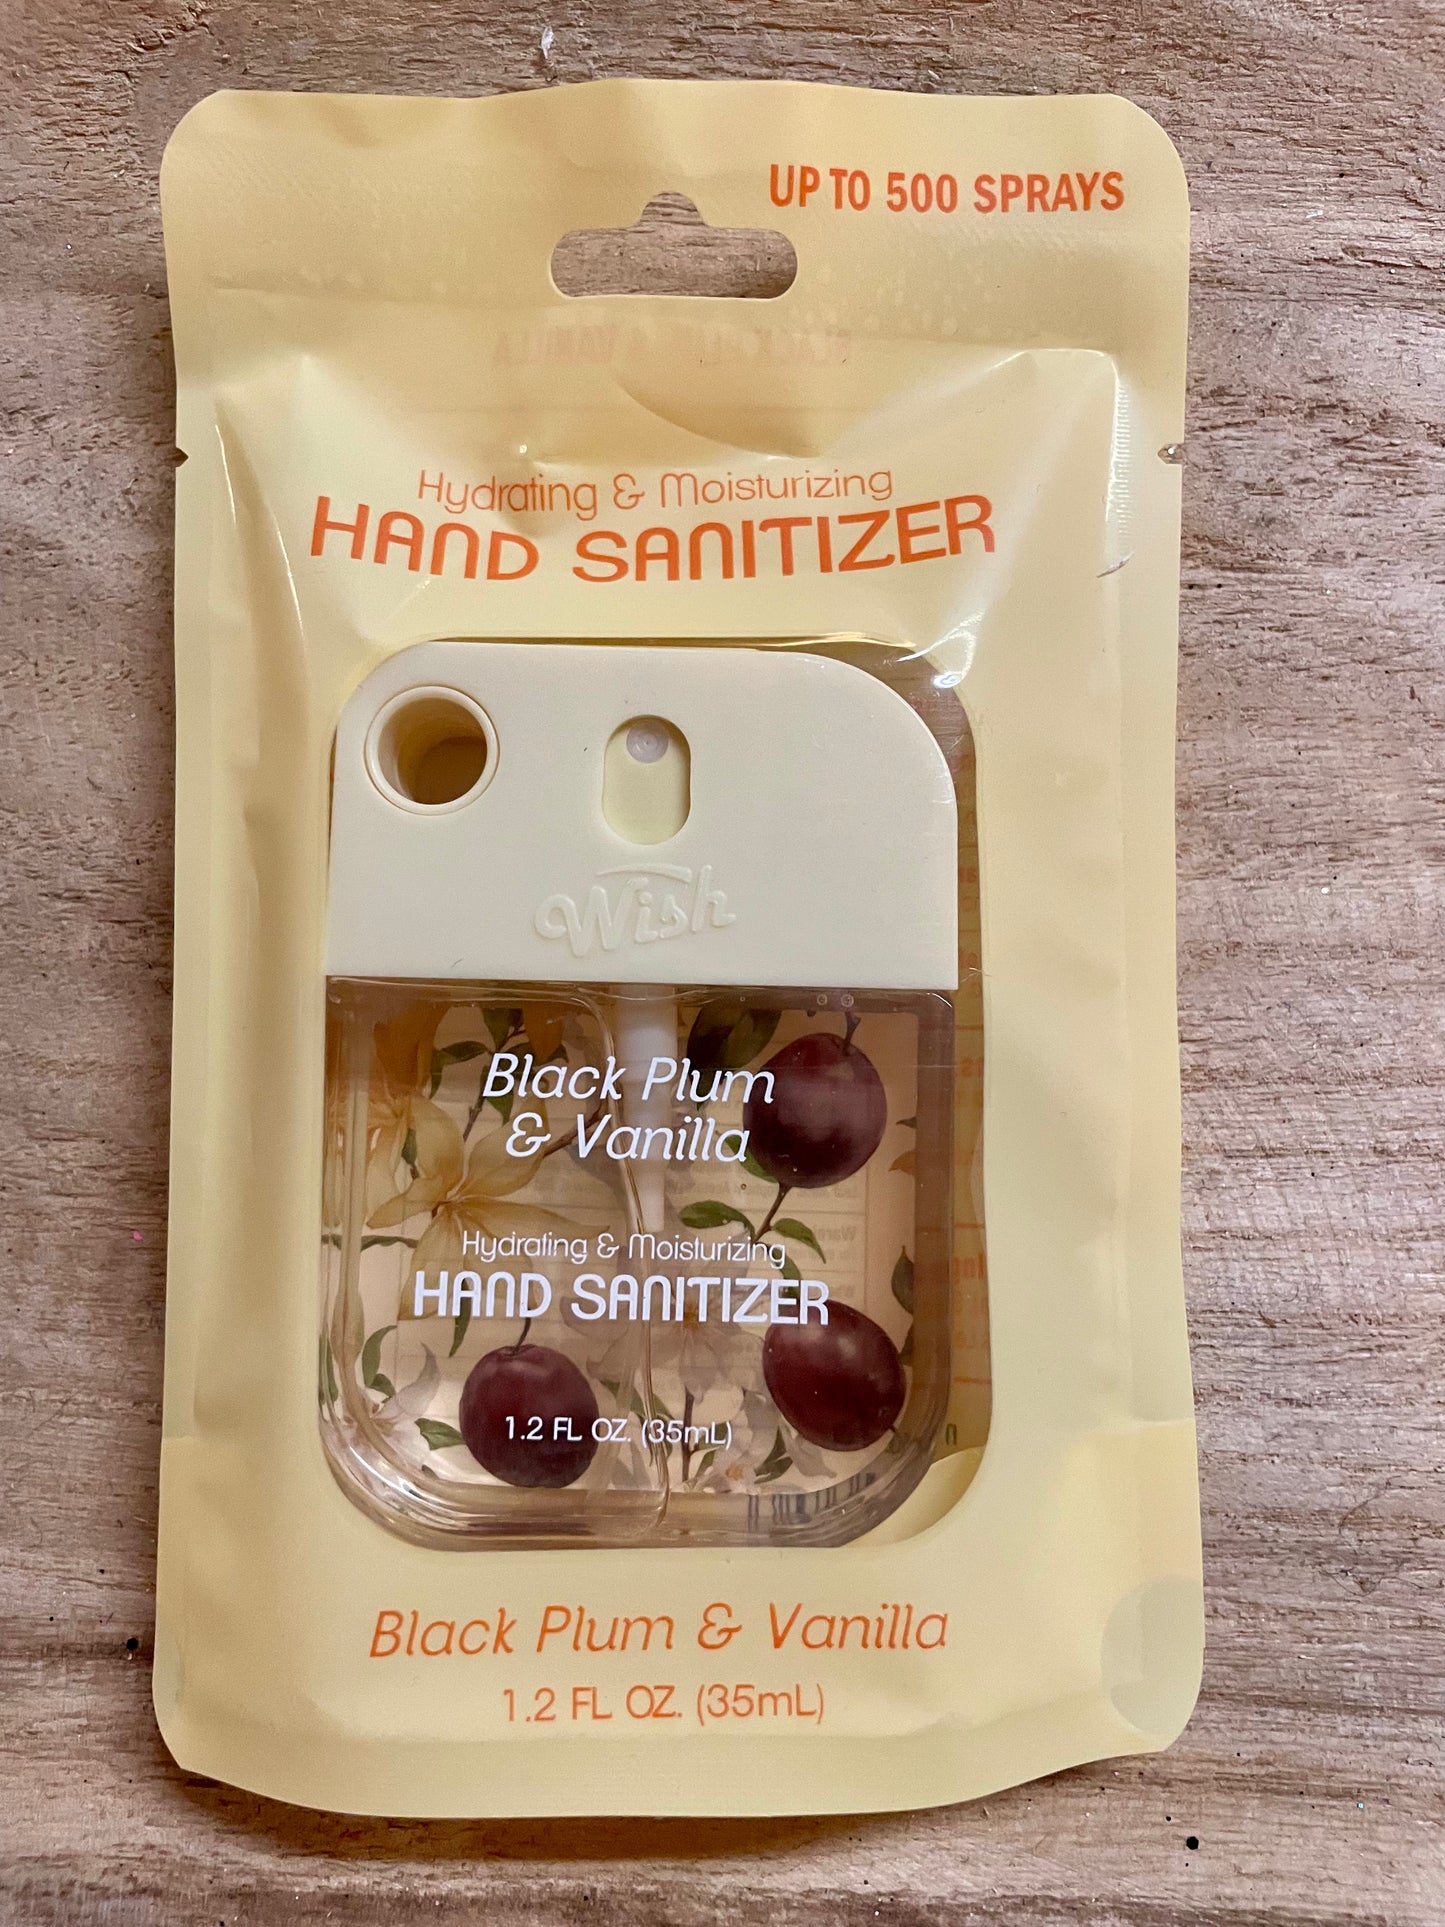 UP TO 500 SPRAYS
Hydrating & Moisturizing
HAND SANITIZER
Wish
Black Plum
& Vanilla
Hydrating & Moisturizing
HAND SANITIZER
1.2 FL OZ. (35mL)
Black Plum & Vanilla
1.2 FL OZ. (35mL)